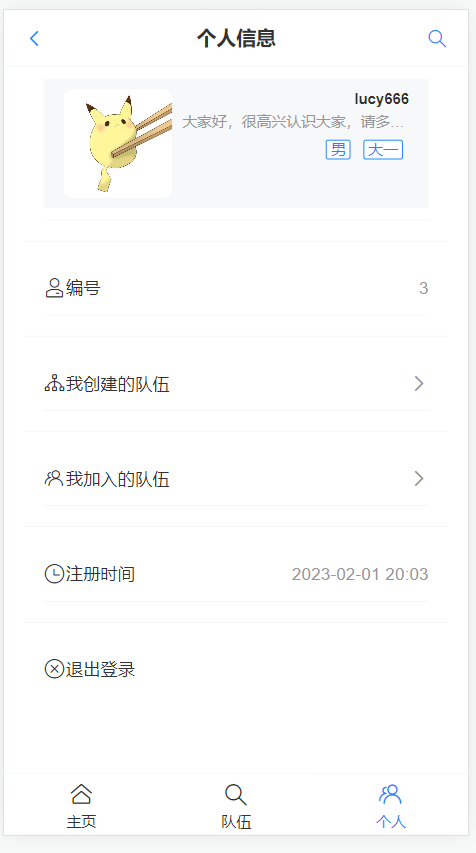 个人信息
lucy666
大家好，很高兴认识大家，请多...
男 大一
编号 3
我创建的队伍
我加入的队伍
注册时间 2023-02-01 20:03
退出登录
主页 队伍 个人